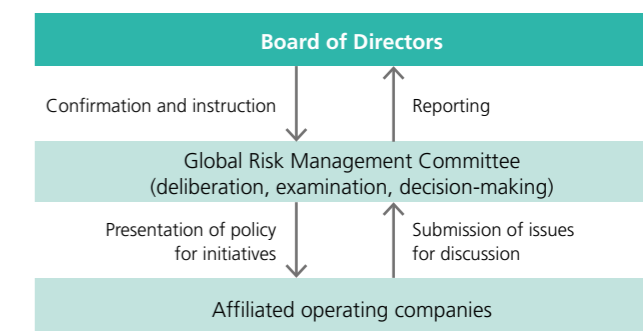 Board of Directors
Confirmation and instruction
Reporting
Global Risk Management Committee
(deliberation, examination, decision-making)
Presentation of policy
for initiatives
Submission of issues
for discussion
Affiliated operating companies